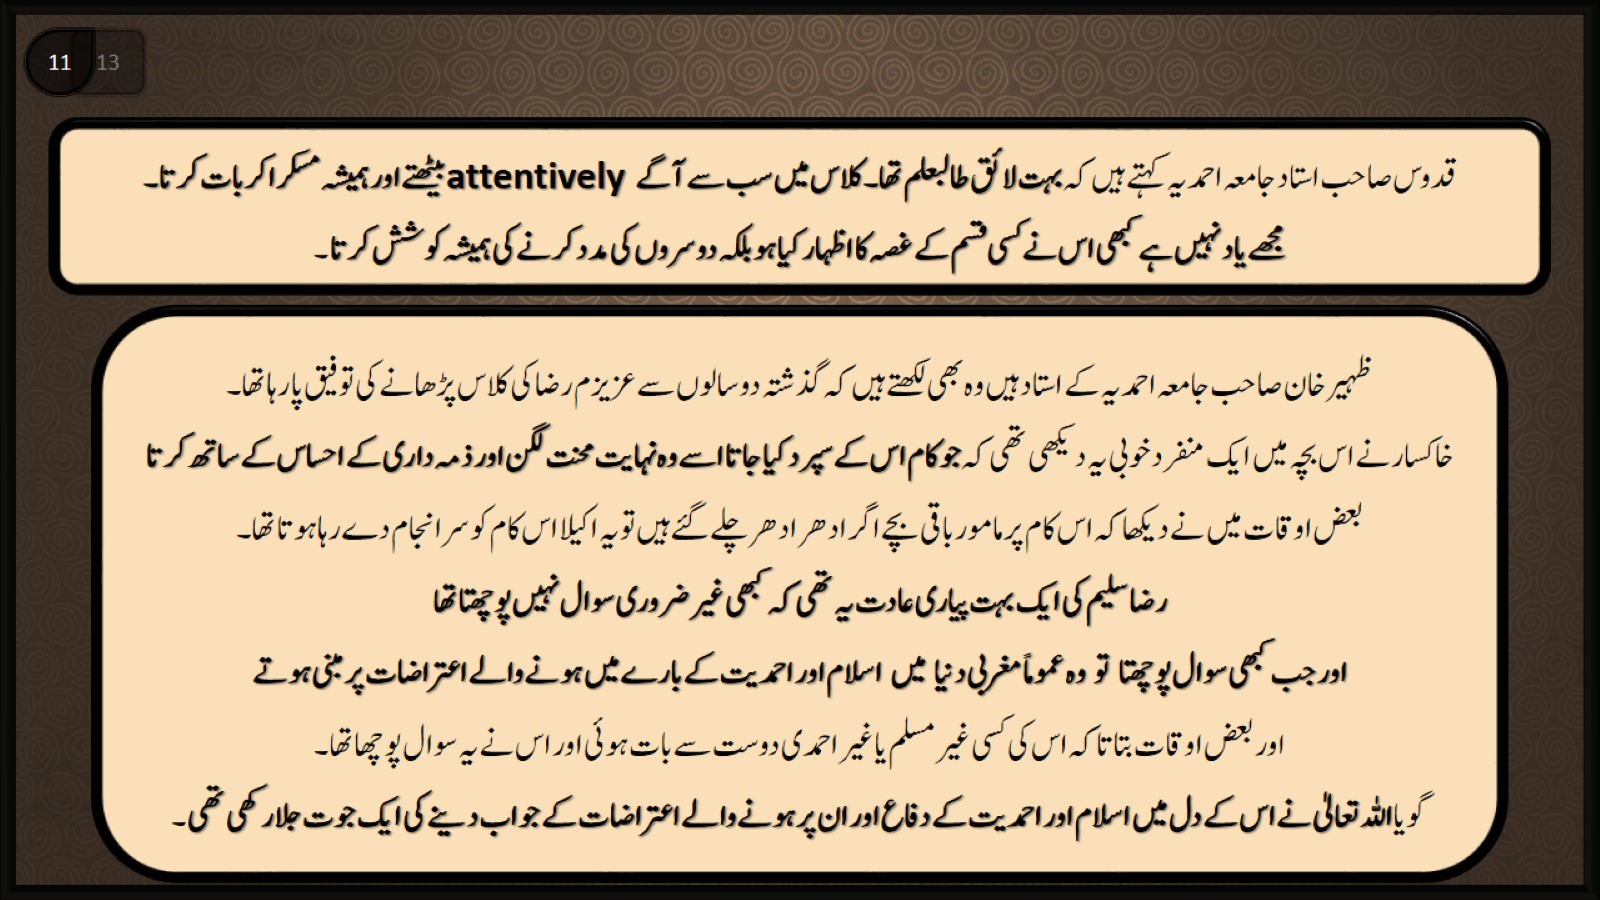 11 13
قدوس صاحب استاد جامعہ احمدیہ کہتے ہیں کہ بہت لائق طالبعلم تھا۔ کلاس میں سب سے آگے attentively بیٹھتے اور ہمیشہ مسکرا کر بات کرتا۔
مجھے یاد نہیں ہے کبھی اس نے کسی قسم کے غصہ کا اظہار کیا ہو بلکہ دوسروں کی مدد کرنے کی ہمیشہ کوشش کرتا۔
ظہیر خان صاحب جامعہ احمدیہ کے استاد ہیں وہ بھی لکھتے ہیں کہ گذشتہ دو سالوں سے عزیزم رضا کی کلاس پڑھانے کی توفیق پا رہا تھا۔
خاکسار نے اس بچہ میں ایک منفرد خوبی یہ دیکھی تھی کہ جو کام اس کے سپرد کیا جاتا اسے وہ نہایت محنت لگن اور ذمہ داری کے احساس کے ساتھ کرتا
بعض اوقات میں نے دیکھا کہ اس کام پر مامور باقی بچے اگر ادھر ادھر چلے گئے ہیں تو یہ اکیلا اس کام کو سرانجام دے رہا ہوتا تھا۔
رضا سلیم کی ایک بہت پیاری عادت یہ تھی کہ کبھی غیر ضروری سوال نہیں پوچھتا تھا
اور جب کبھی سوال پوچھتا تو وہ عموماً مغربی دنیا میں اسلام اور احمدیت کے بارے میں ہونے والے اعتراضات پر مبنی ہوتے
اور بعض اوقات بتاتا کہ اس کی کسی غیر مسلم یا غیر احمدی دوست سے بات ہوئی اور اس نے یہ سوال پوچھا تھا۔
گویا اللہ تعالیٰ نے اس کے دل میں اسلام اور احمدیت کے دفاع اور ان پر ہونے والے اعتراضات کے جواب دینے کی ایک جوت جلا رکھی تھی۔